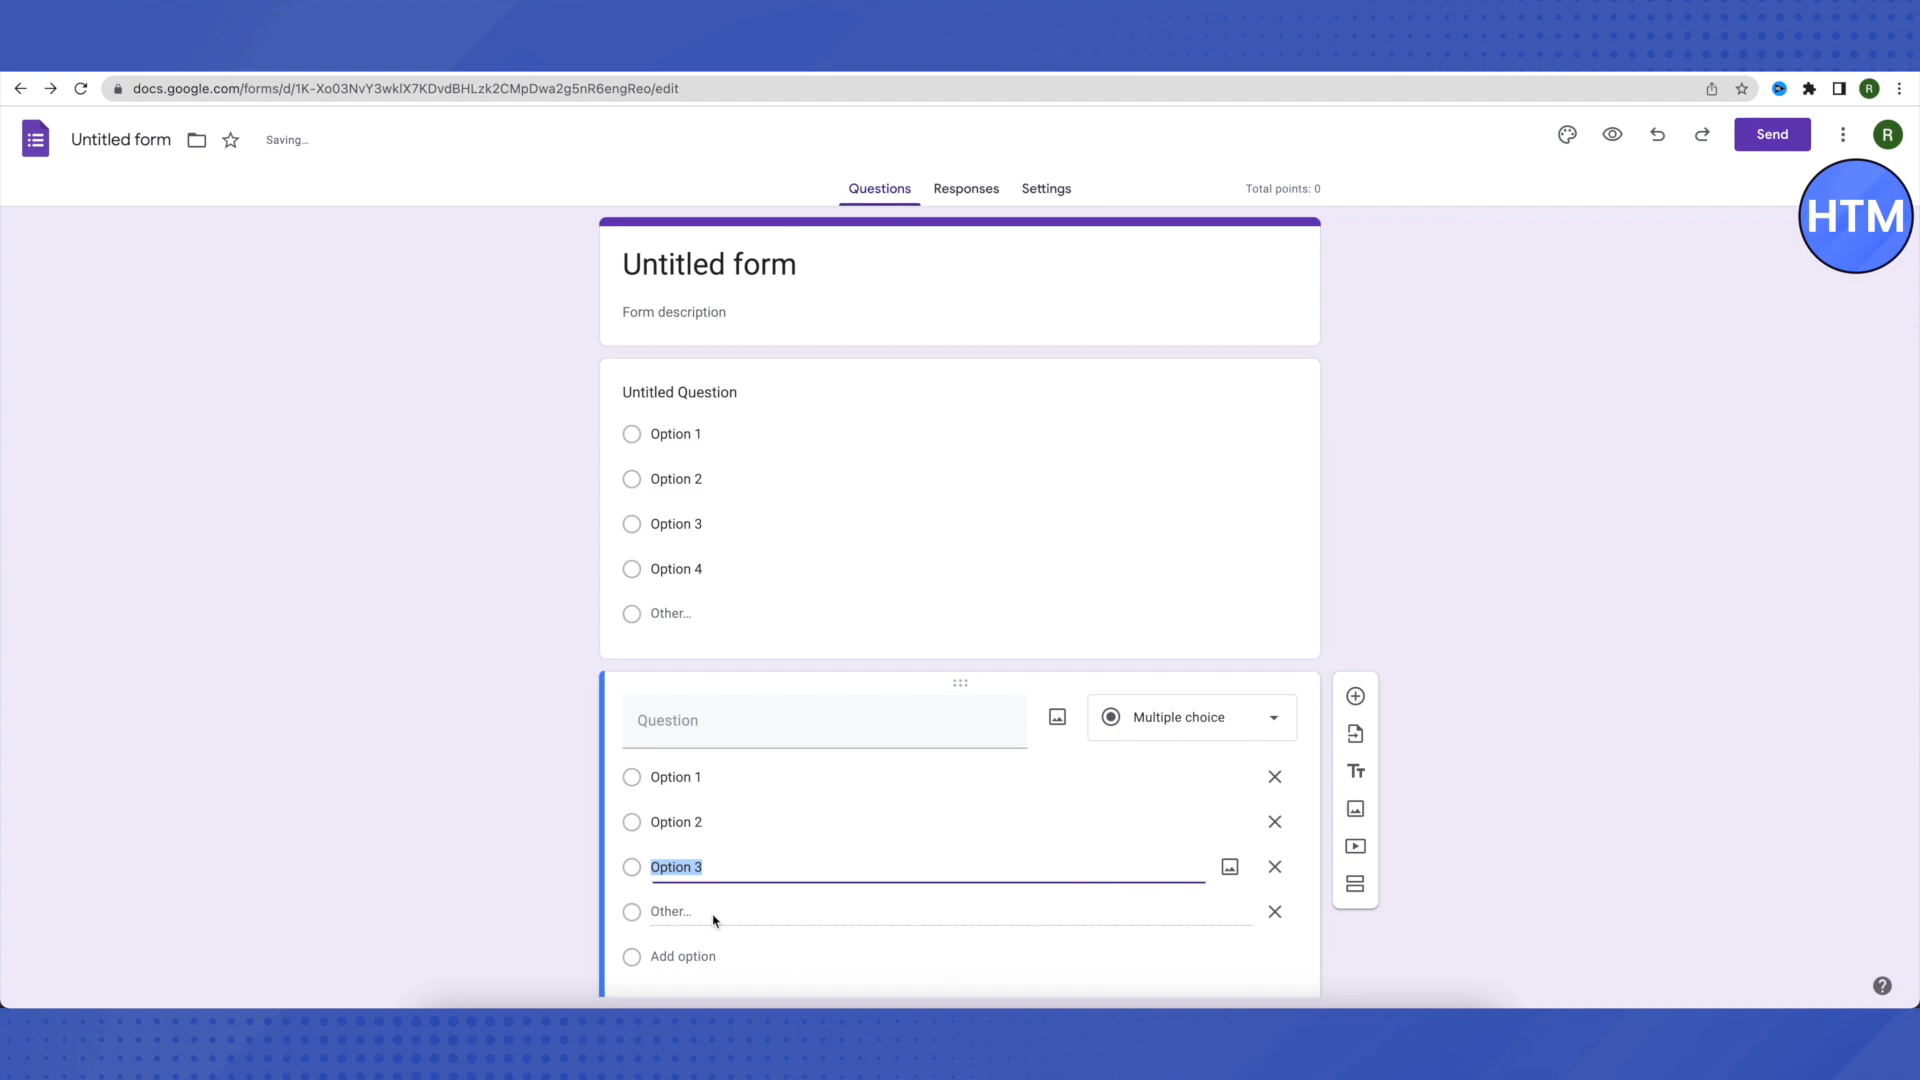 docs.google.com/forms/d/1K-Xo03NvY3wklX7KDvdBHLzk2CMpDwa2g5nR6engReo/edit
R
Untitled form
Saving...
Send
R
Questions
Responses
Settings
Total points: 0
HTM
Untitled form
Form description
Untitled Question
Option 1
Option 2
Option 3
Option 4
Other...
Question
Multiple choice
Option 1
Option 2
Option 3
Other...
Add option